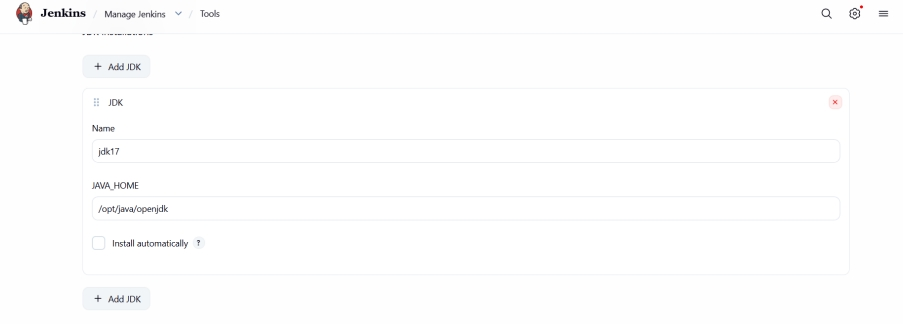 Jenkins / Manage Jenkins / Tools
+ Add JDK
JDK
Name
jdk17
JAVA_HOME
/opt/java/openjdk
Install automatically ?
+ Add JDK